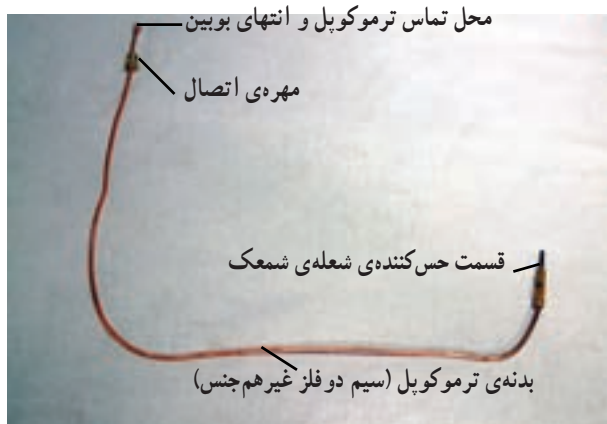 محل تماس ترموکوپل و انتهای بوبین
مهره‌ی اتصال
قسمت حس‌کننده‌ی شعله‌ی شمعک
بدنه‌ی ترموکوپل (سیم دو فلز غیرهم‌جنس)